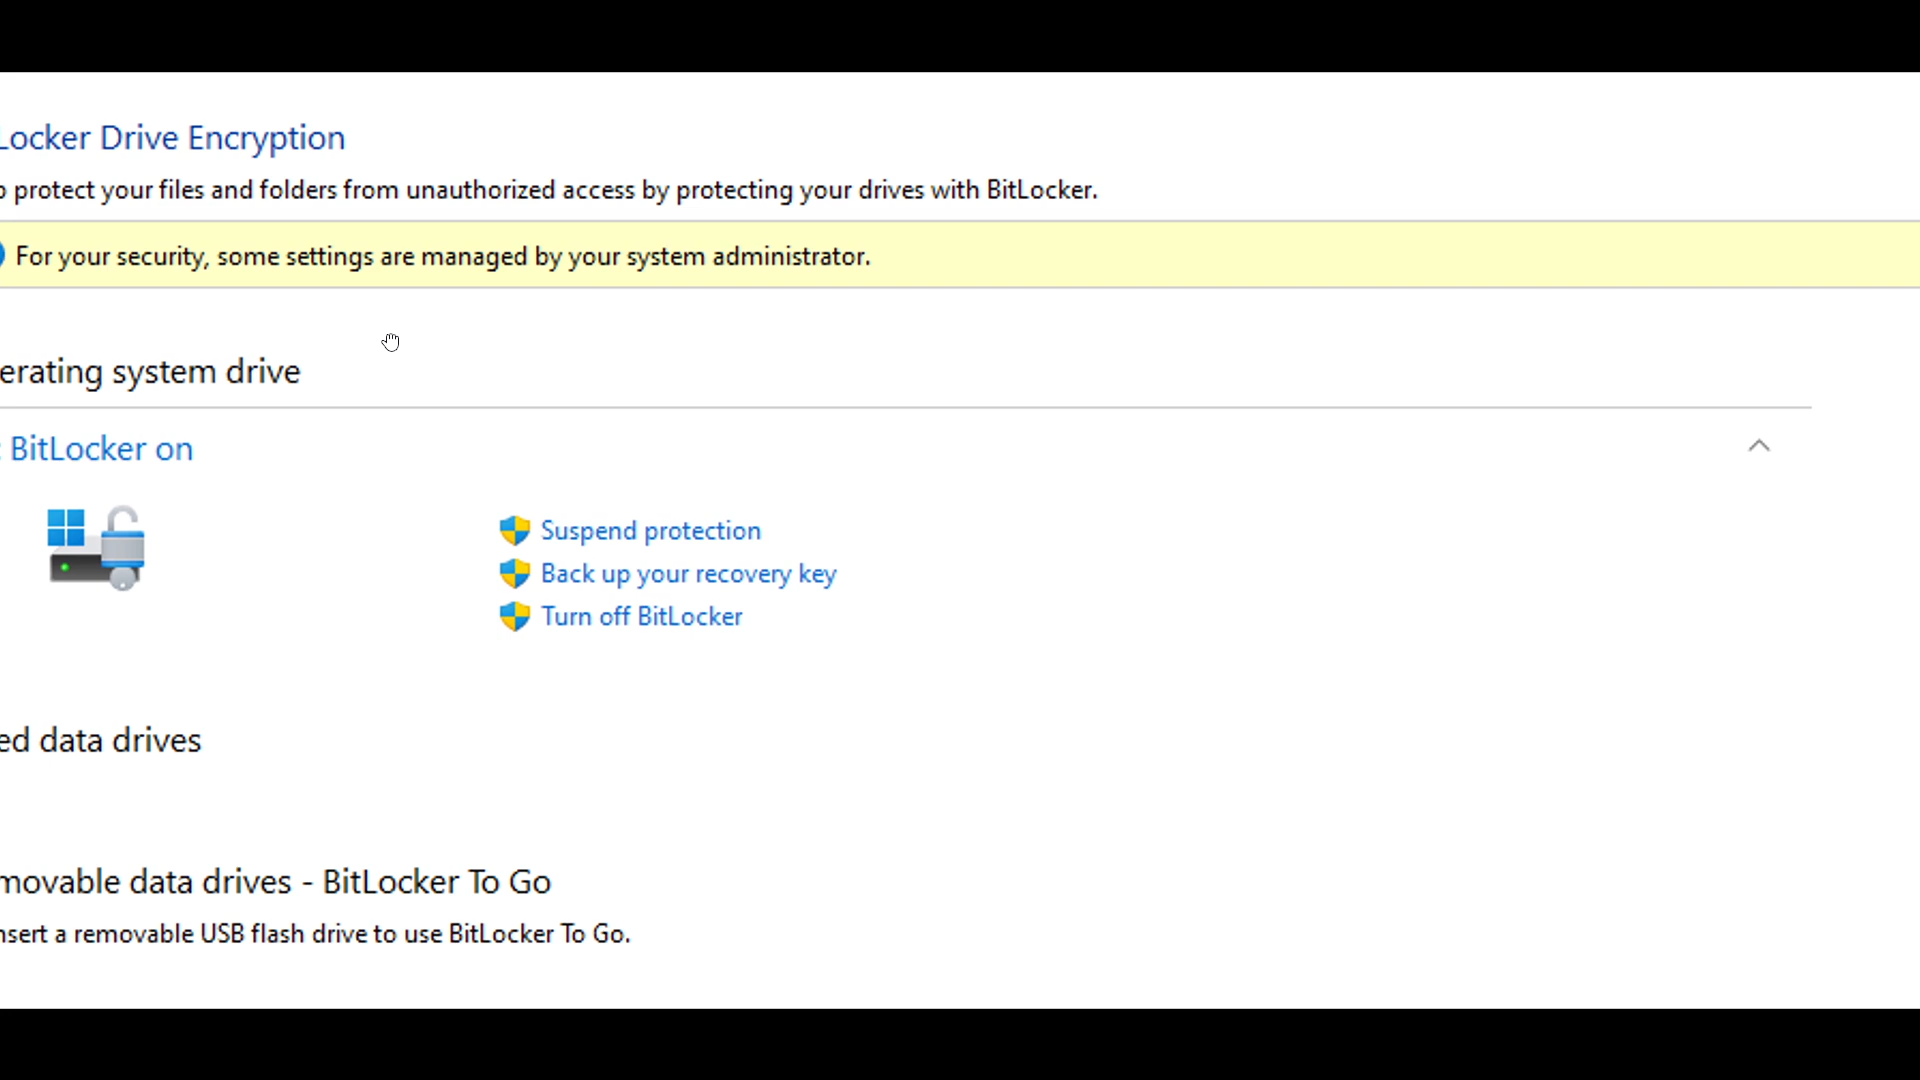 Locker Drive Encryption
protect your files and folders from unauthorized access by protecting your drives with BitLocker.
For your security, some settings are managed by your system administrator.
erating system drive
: BitLocker on
Suspend protection
Back up your recovery key
Turn off BitLocker
ed data drives
movable data drives - BitLocker To Go
nsert a removable USB flash drive to use BitLocker To Go.